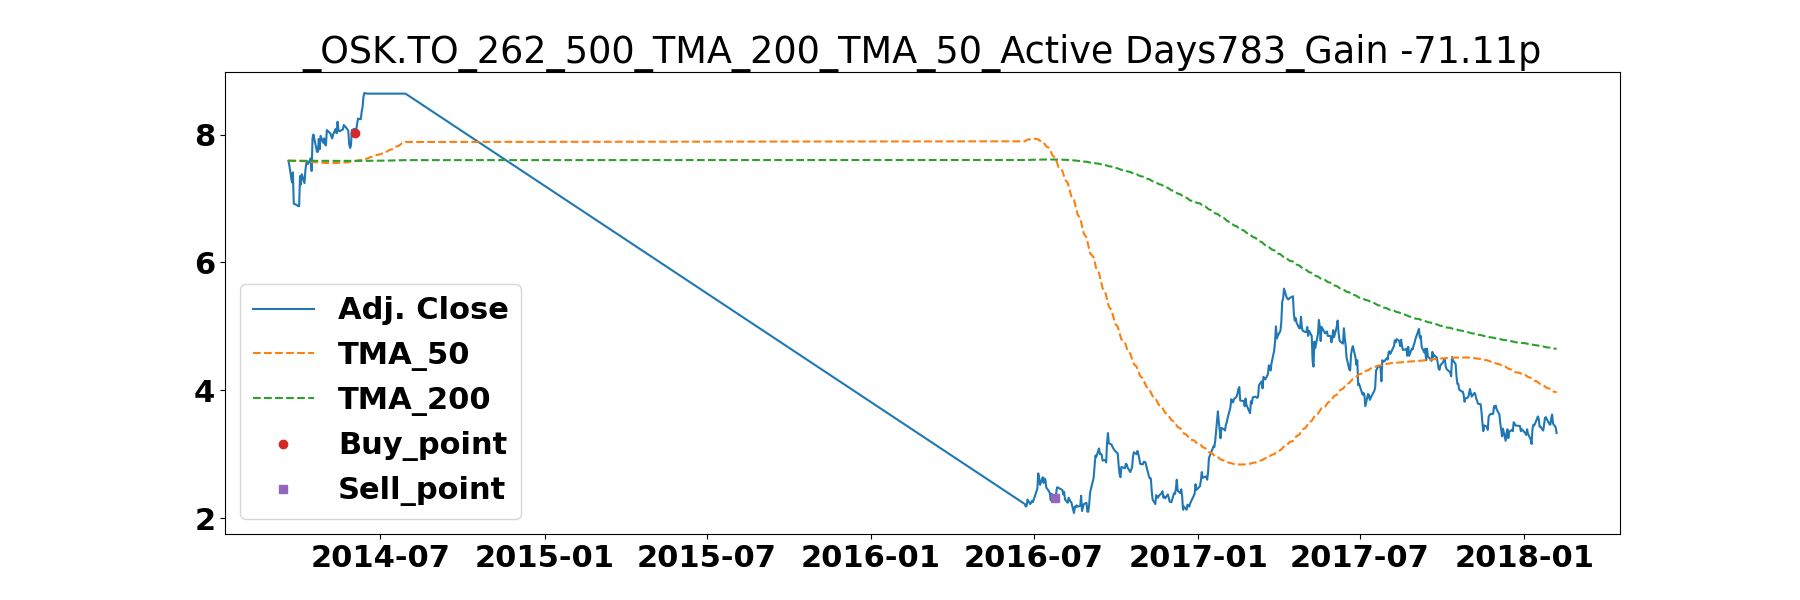 _OSK.TO_262_500_TMA_200_TMA_50_Active Days783_Gain -71.11p
8
6
4
2
Adj. Close
TMA_50
TMA_200
Buy_point
Sell_point
2014-07 2015-01 2015-07 2016-01 2016-07 2017-01 2017-07 2018-01